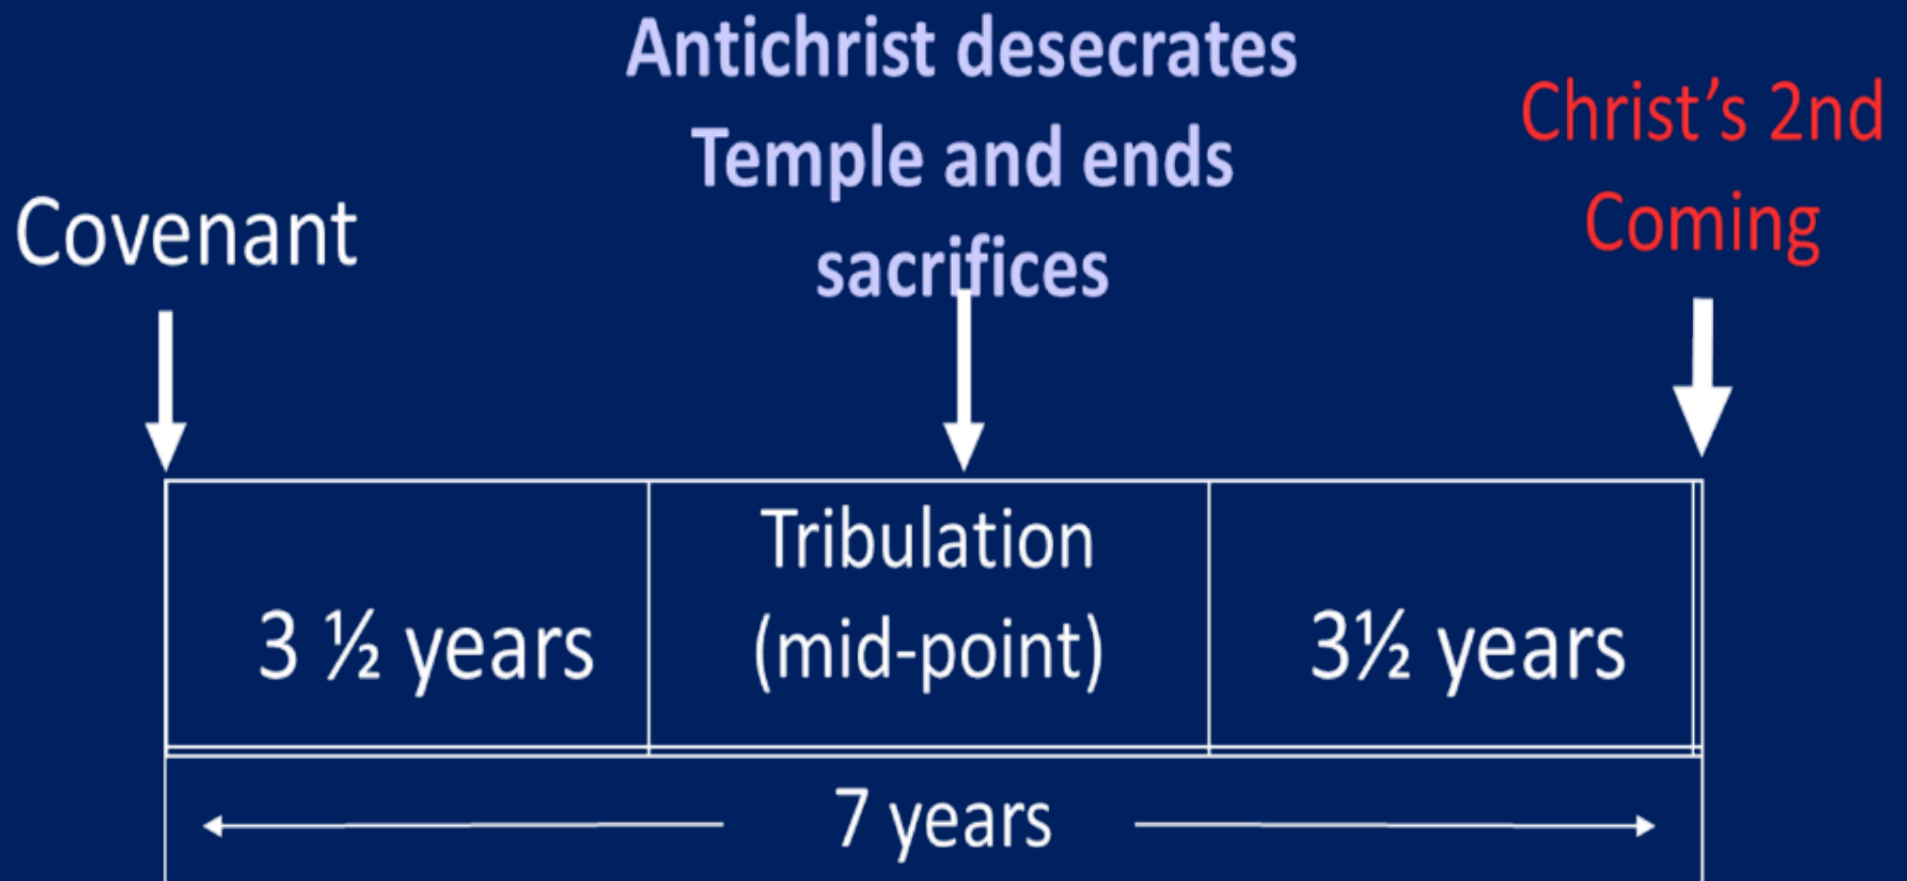 Antichrist desecrates
Temple and ends
sacrifices
Christ’s 2nd
Coming
Covenant
3 ½ years
Tribulation
(mid-point)
3½ years
7 years